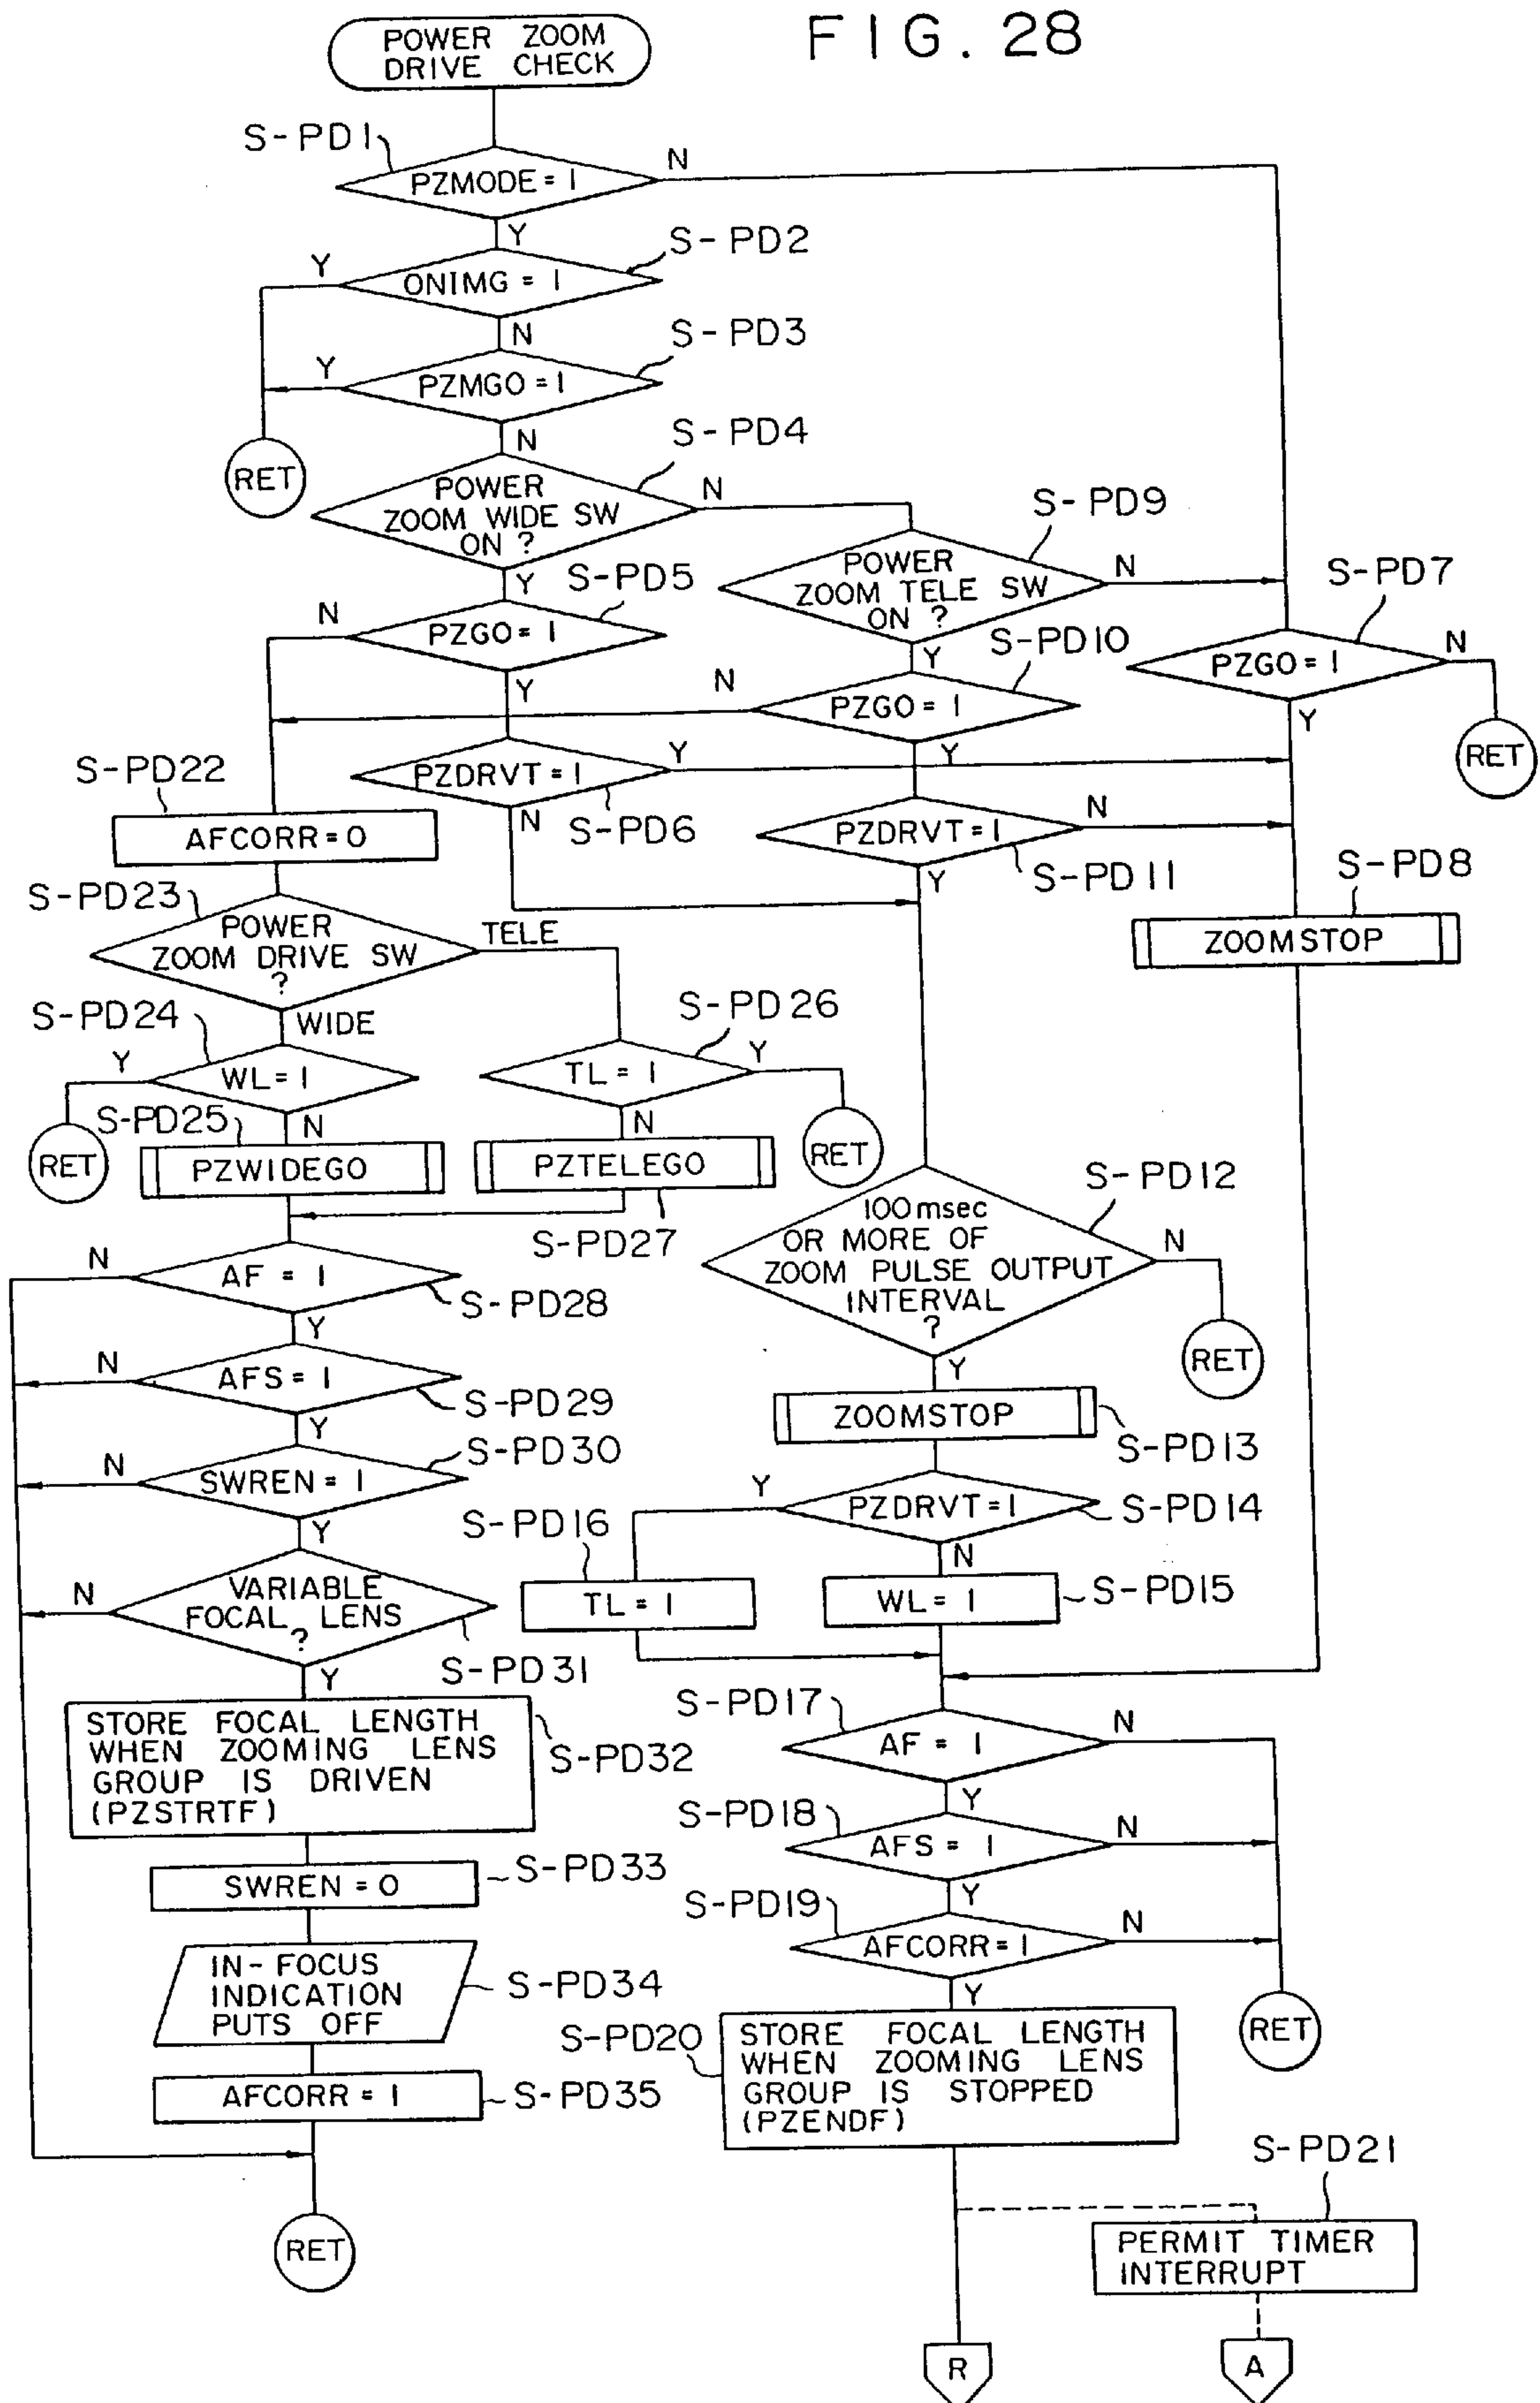 FIG. 28
POWER ZOOM
DRIVE CHECK
S-PD1
N
PZMODE = 1
Y
S-PD2
Y
ONIMG = 1
N
S-PD3
Y
PZMGO = 1
N
S-PD4
RET
POWER
ZOOM WIDE SW
ON ?
N
Y
S-PD9
POWER
ZOOM TELE SW
ON ?
N
Y
S-PD5
N
PZGO = 1
Y
S-PD7
PZGO = 1
N
Y
RET
S-PD10
N
PZGO = 1
Y
S-PD22
AFCORR = 0
PZDRVT = 1
Y
N
S-PD6
PZDRVT = 1
N
Y
S-PD11
S-PD8
ZOOMSTOP
S-PD23
POWER
ZOOM DRIVE SW
?
TELE
WIDE
S-PD24
Y
WL = 1
N
RET
S-PD26
TL = 1
Y
N
RET
S-PD25
PZWIDEGO
PZTELEGO
S-PD27
S-PD12
100msec
OR MORE OF
ZOOM PULSE OUTPUT
INTERVAL
?
N
Y
RET
N
AF = 1
S-PD28
Y
N
AFS = 1
S-PD29
Y
ZOOMSTOP
S-PD13
S-PD30
N
SWREN = 1
Y
Y
PZDRVT = 1
S-PD14
N
S-PD16
TL = 1
WL = 1
S-PD15
N
VARIABLE
FOCAL LENS
?
S-PD31
Y
STORE FOCAL LENGTH
WHEN ZOOMING LENS
GROUP IS DRIVEN
(PZSTRTF)
S-PD32
S-PD17
AF = 1
N
Y
S-PD18
AFS = 1
N
Y
SWREN = 0
S-PD33
S-PD19
AFCORR = 1
N
Y
RET
IN-FOCUS
INDICATION
PUTS OFF
S-PD34
S-PD20
STORE FOCAL LENGTH
WHEN ZOOMING LENS
GROUP IS STOPPED
(PZENDF)
AFCORR = 1
S-PD35
RET
S-PD21
PERMIT TIMER
INTERRUPT
R
A